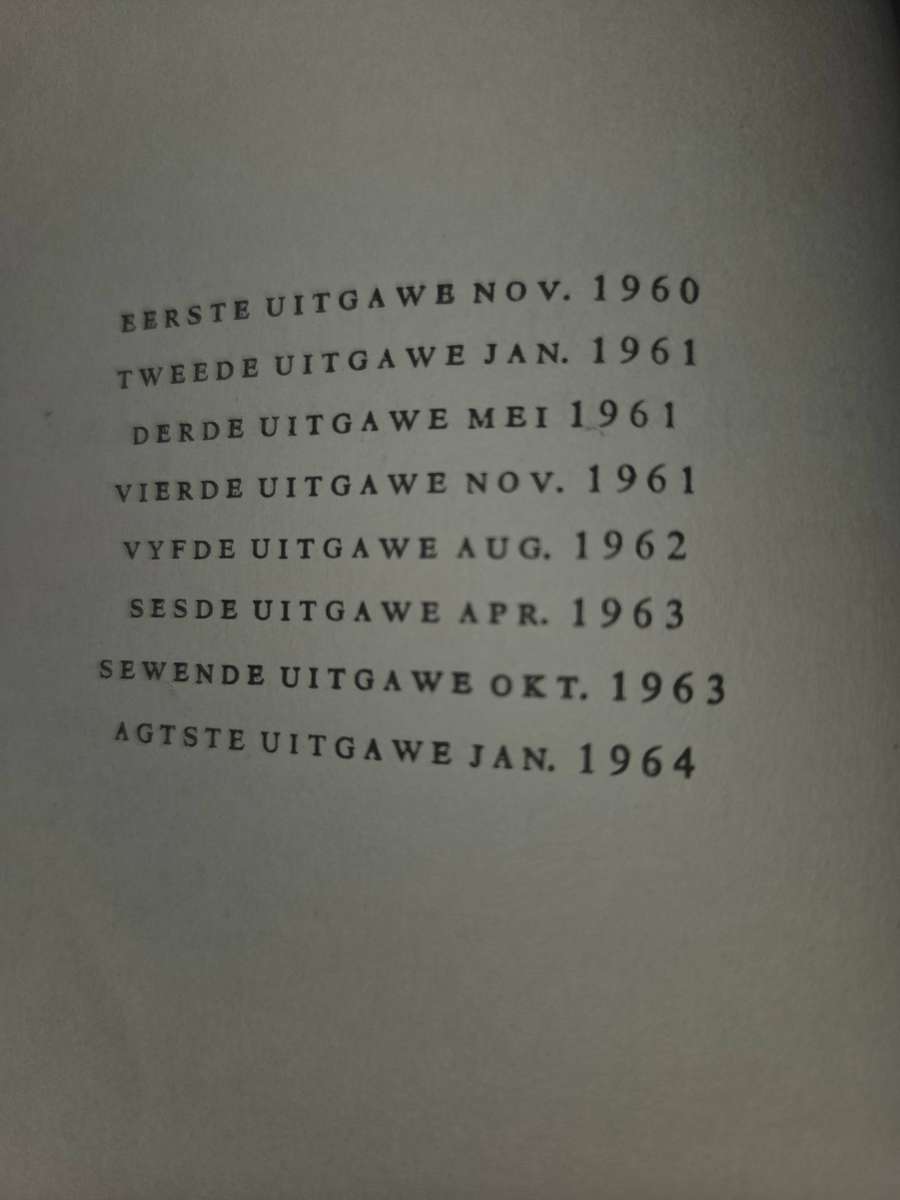 EERSTE UITGAWE NOV. 1960
TWEEDE UITGAWE JAN. 1961
DERDE UITGAWE MEI 1961
VIERDE UITGAWE NOV. 1961
VYFDE UITGAWE AUG. 1962
SESDE UITGAWE APR. 1963
SEWENDE UITGAWE OKT. 1963
AGTSTE UITGAWE JAN. 1964